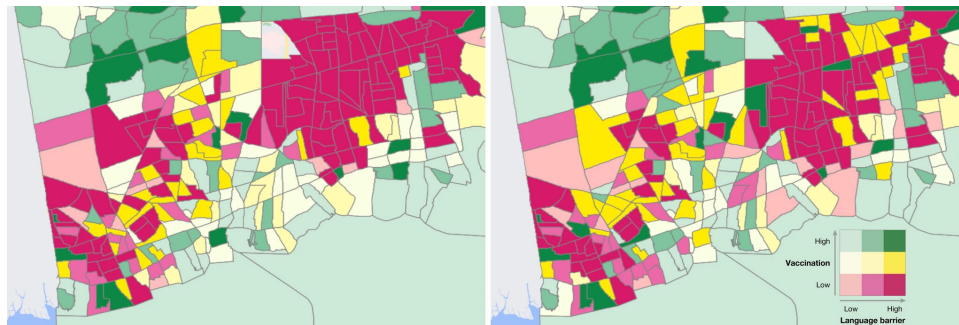 High
Vaccination
Low
Low High
Language barrier